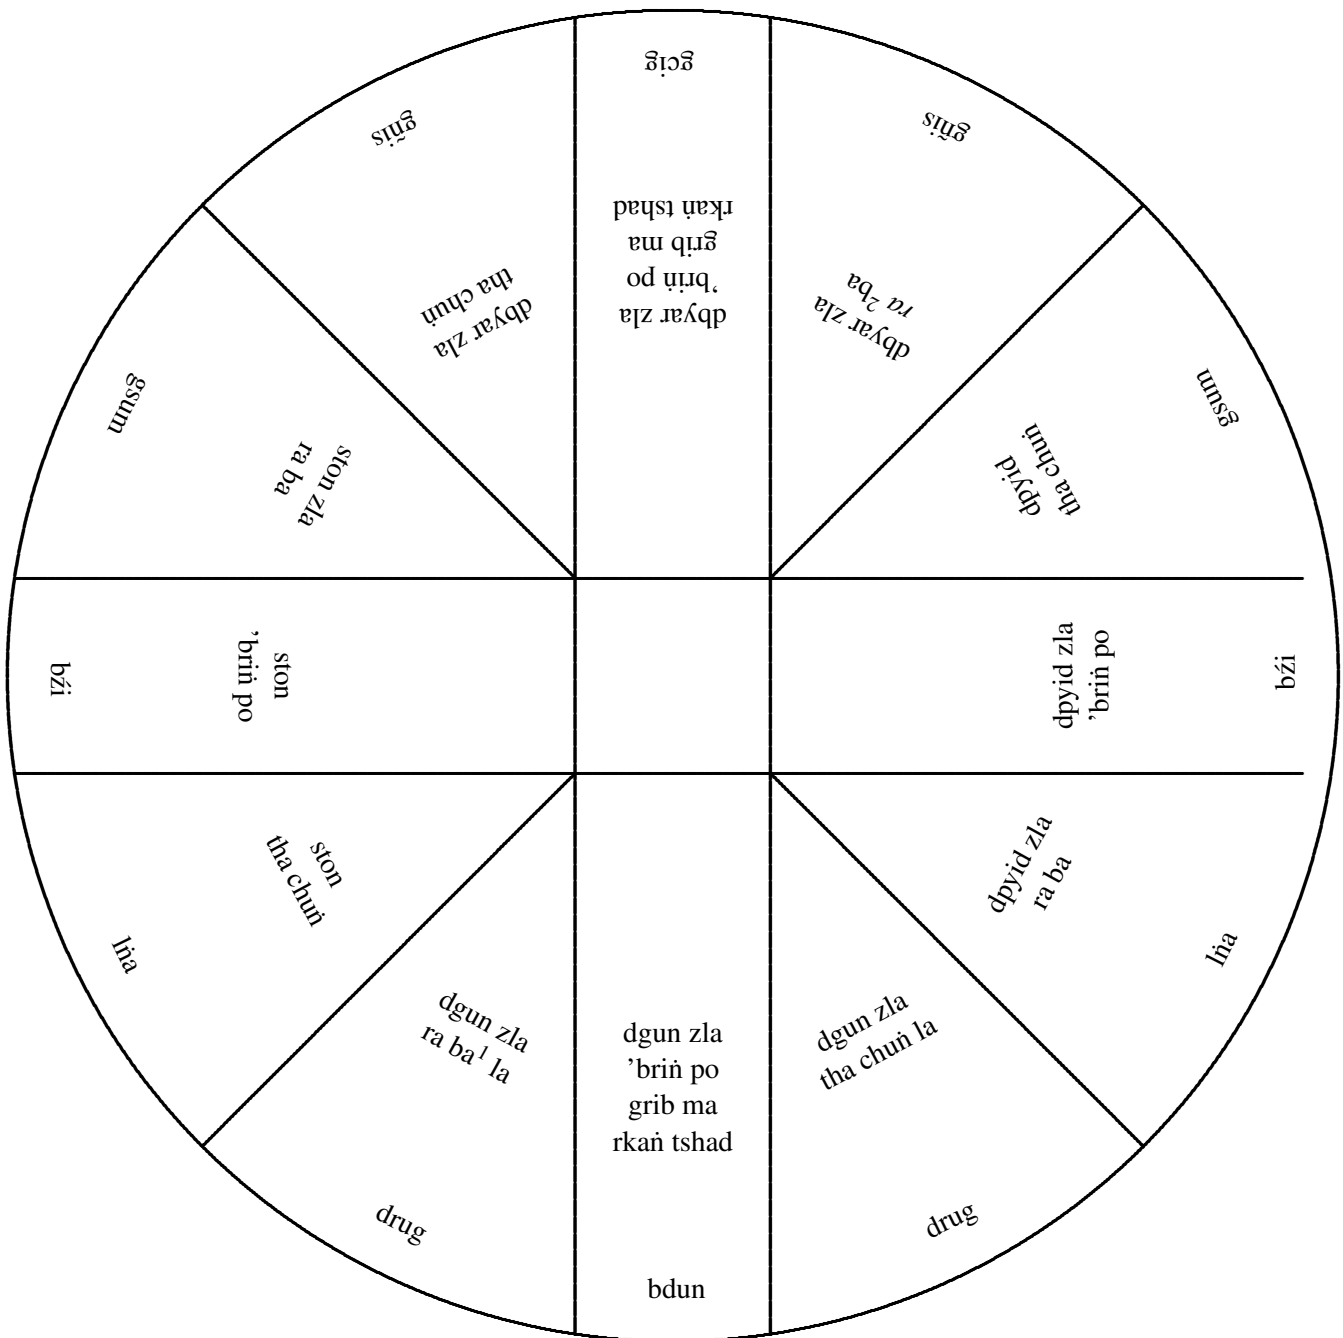 dbyar zla
’briṅ po
grib ma
rkaṅ tshad
gcig
dbyar zla
ra ²ba
gñis
dpyid
tha chuṅ
gsum
dpyid zla
’briṅ po
bźi
dpyid zla
ra ba
lṅa
dgun zla
tha chuṅ la
drug
dgun zla
’briṅ po
grib ma
rkaṅ tshad
bdun
dgun zla
ra ba¹ la
drug
ston
tha chuṅ
lṅa
ston
’briṅ po
bźi
ston zla
ra ba
gsum
dbyar zla
tha chuṅ
gñis